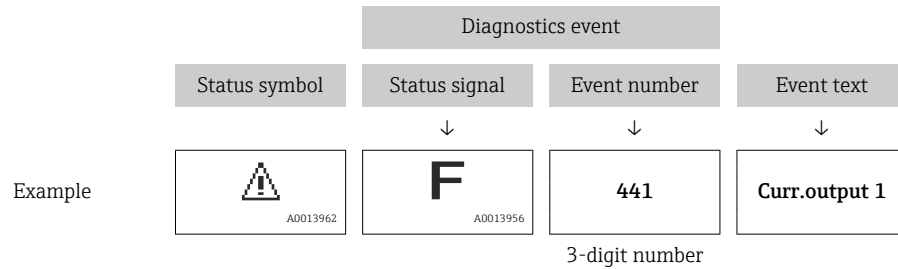 Diagnostics event
Status symbol Status signal Event number Event text
↓ ↓ ↓
Example F 441 Curr.output 1
A0013962 A0013956
3-digit number